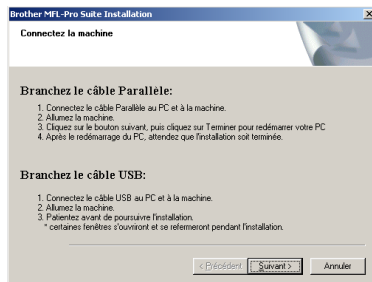 Brother MFL-Pro Suite Installation
Connectez la machine
Branchez le câble Parallèle:
1. Connectez le câble Parallèle au PC et à la machine.
2. Allumez la machine.
3. Cliquez sur le bouton suivant, puis cliquez sur Terminer pour redémarrer votre PC
4. Après le redémarrage du PC, attendez que l'installation soit terminée.
Branchez le câble USB:
1. Connectez le câble USB au PC et à la machine.
2. Allumez la machine.
3. Patientez avant de poursuivre l'installation.
* certaines fenêtres s'ouvriront et se refermeront pendant l'installation.
< Précédent Suivant > Annuler